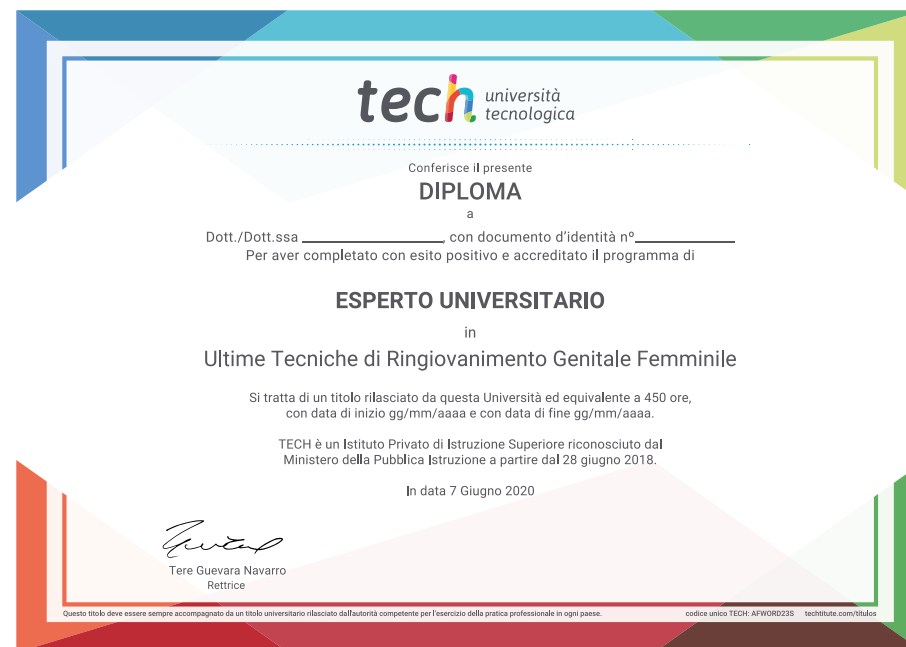 tech università
tecnologica
Conferisce il presente
DIPLOMA
a
Dott./Dott.ssa ____________________, con documento d'identità nº______________
Per aver completato con esito positivo e accreditato il programma di
ESPERTO UNIVERSITARIO
in
Ultime Tecniche di Ringiovanimento Genitale Femminile
Si tratta di un titolo rilasciato da questa Università ed equivalente a 450 ore,
con data di inizio gg/mm/aaaa e con data di fine gg/mm/aaaa.
TECH è un Istituto Privato di Istruzione Superiore riconosciuto dal
Ministero della Pubblica Istruzione a partire dal 28 giugno 2018.
In data 7 Giugno 2020
Tere Guevara Navarro
Rettrice
Questo titolo deve essere sempre accompagnato da un titolo universitario rilasciato dall'autorità competente per l'esercizio della pratica professionale in ogni paese. codice unico TECH: AFWORD23S techtitute.com/titulos